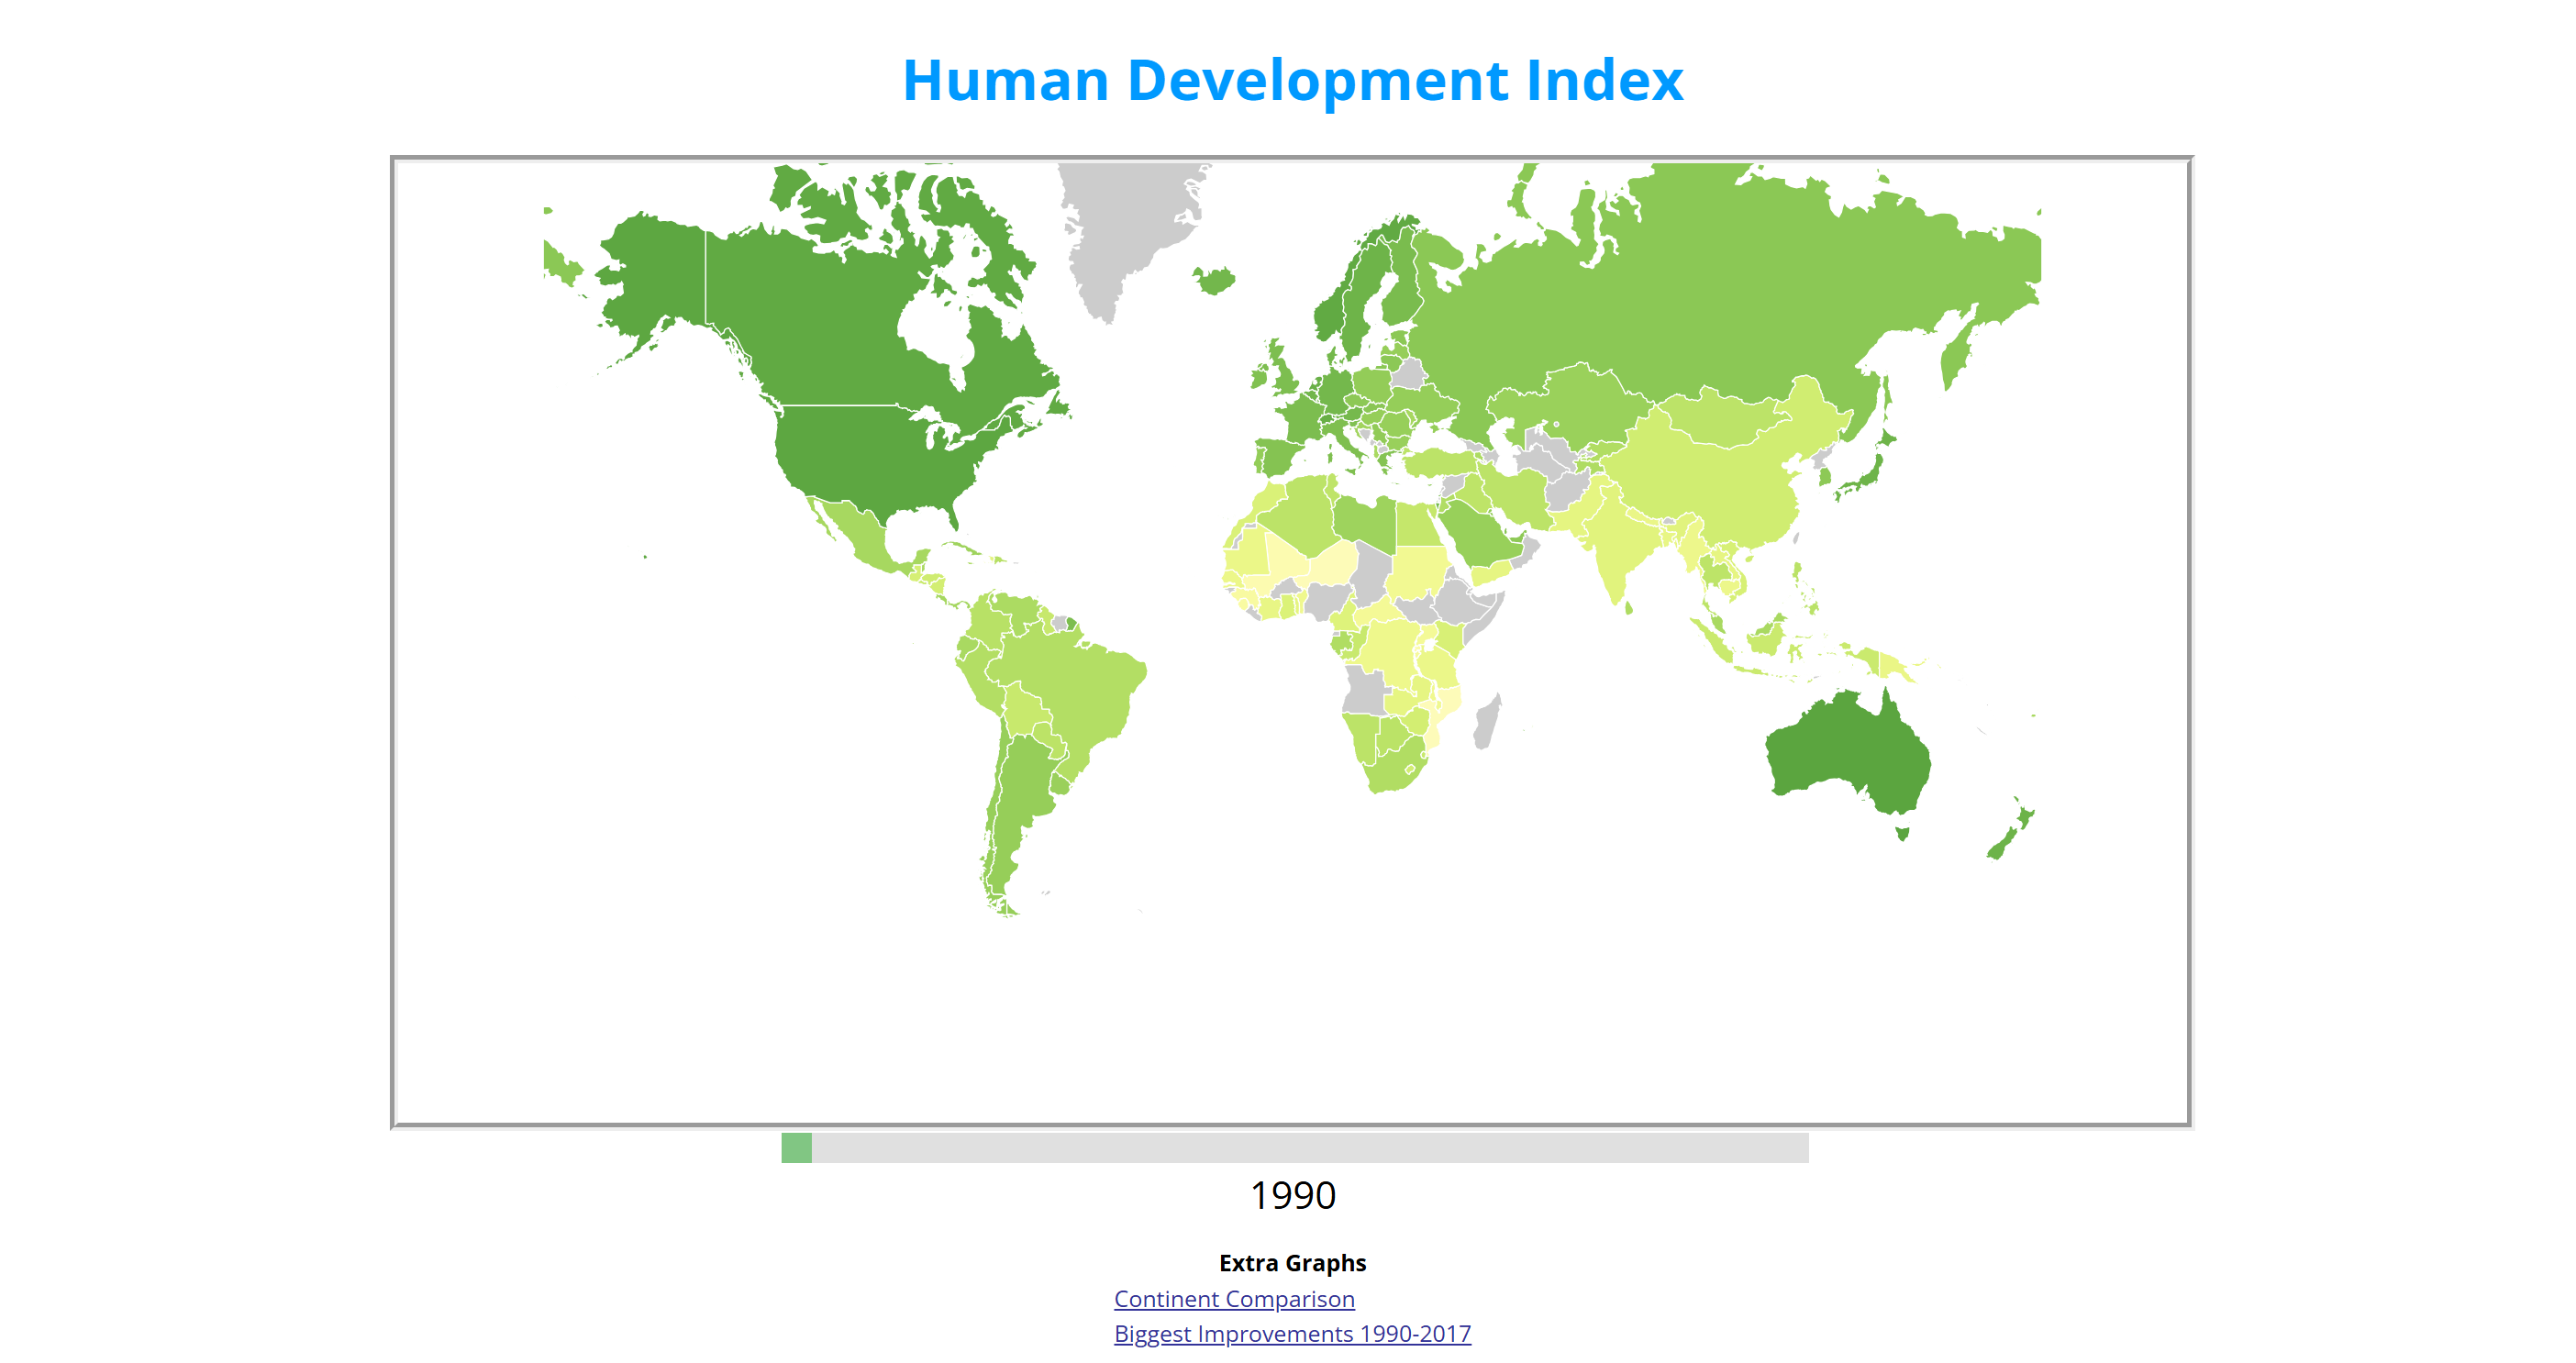 Human Development Index
1990
Extra Graphs
Continent Comparison
Biggest Improvements 1990-2017